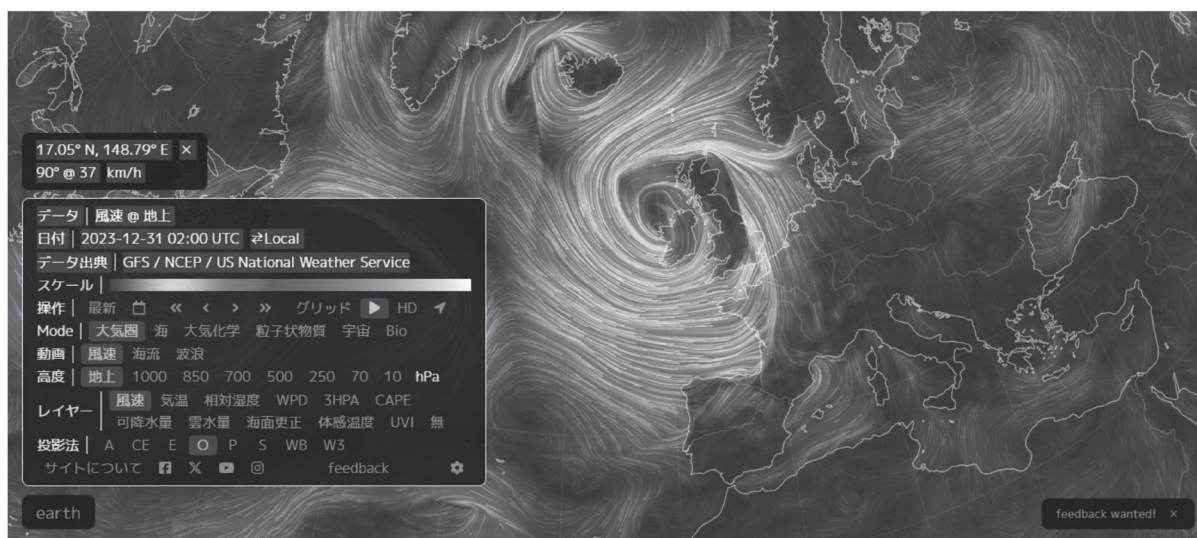 17.05° N, 148.79° E ×
90° @ 37 km/h
データ | 風速 @ 地上
日付 | 2023-12-31 02:00 UTC ⇄Local
データ出典 | GFS / NCEP / US National Weather Service
スケール |
操作 | 最新 « ‹ › » グリッド ▶ HD
Mode | 大気圏 海 大気化学 粒子状物質 宇宙 Bio
動画 | 風速 海流 波浪
高度 | 地上 1000 850 700 500 250 70 10 hPa
レイヤー | 風速 気温 相対湿度 WPD 3HPA CAPE
可降水量 雲水量 海面更正 体感温度 UVI 無
投影法 | A CE E O P S WB W3
サイトについて feedback
earth
feedback wanted! ×